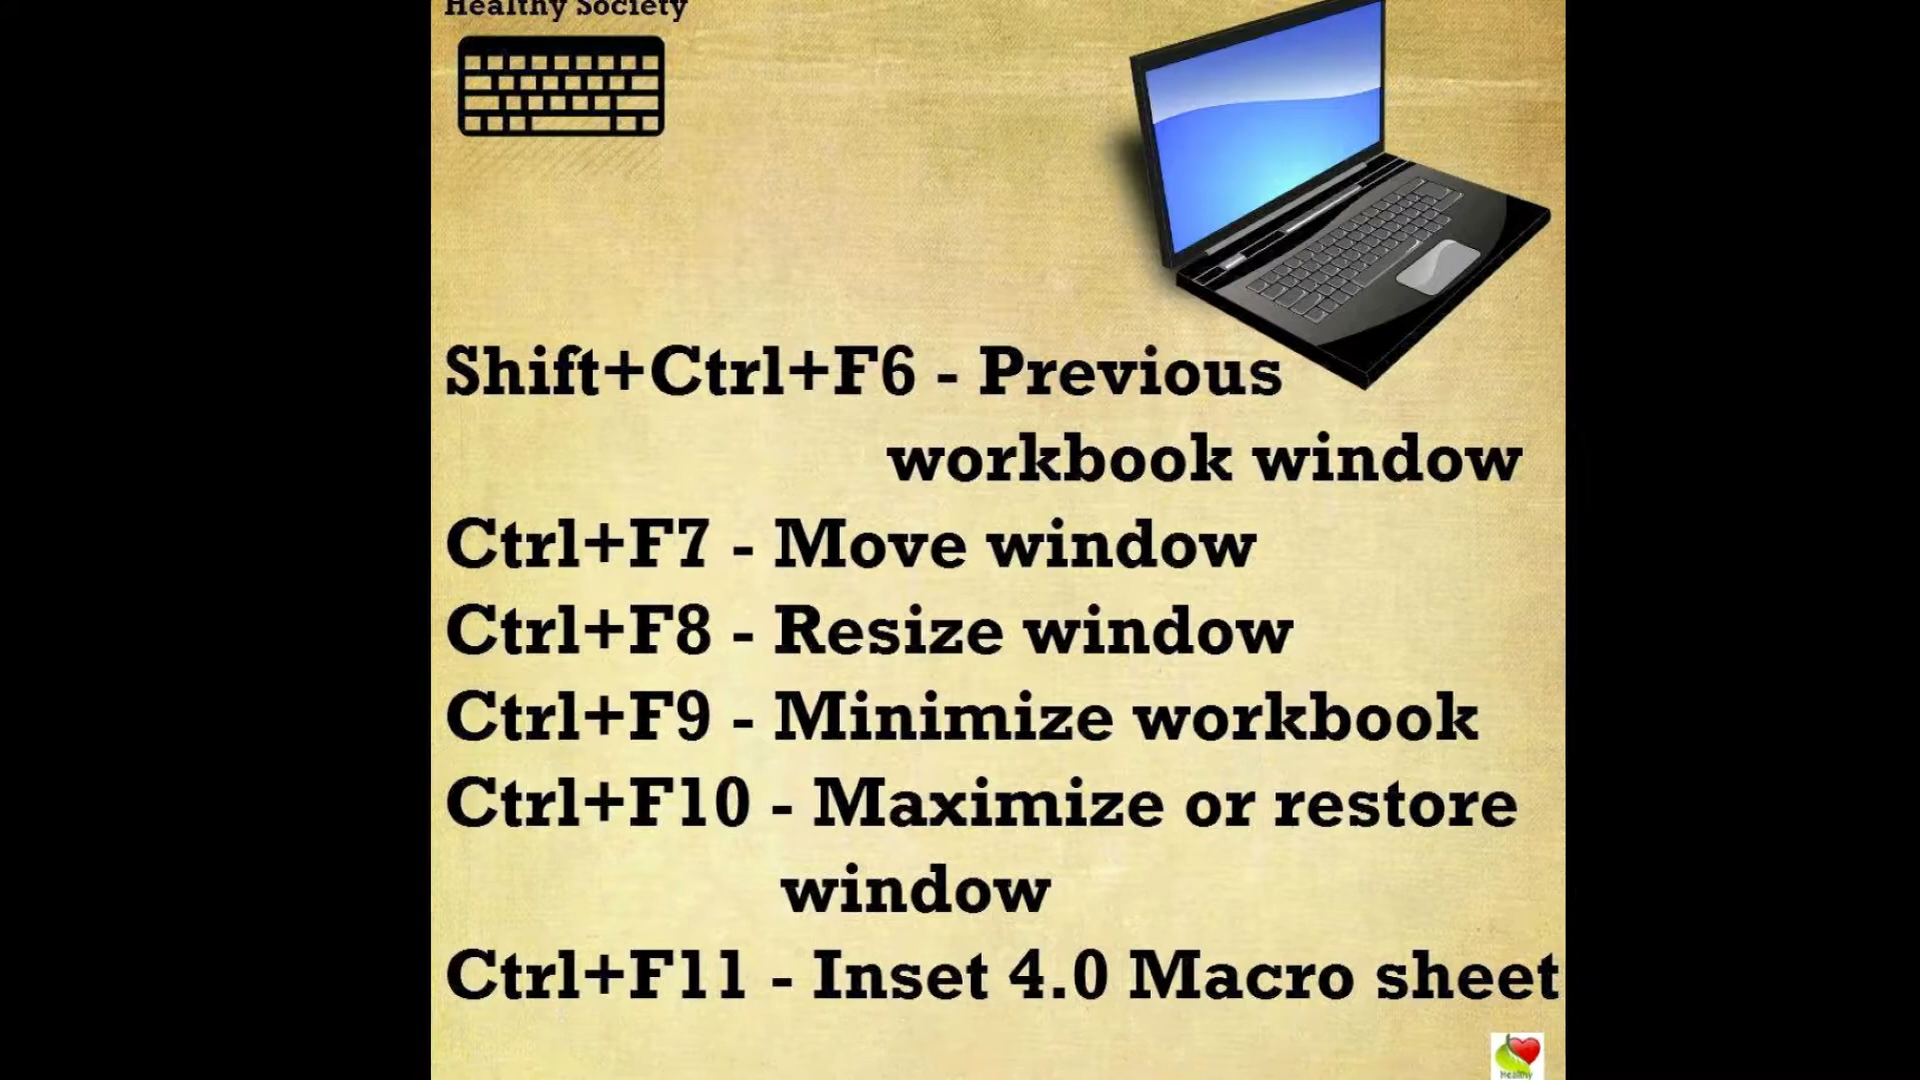 Healthy Society
Shift+Ctrl+F6 - Previous
workbook window
Ctrl+F7 - Move window
Ctrl+F8 - Resize window
Ctrl+F9 - Minimize workbook
Ctrl+F10 - Maximize or restore
window
Ctrl+F11 - Inset 4.0 Macro sheet
Healthy